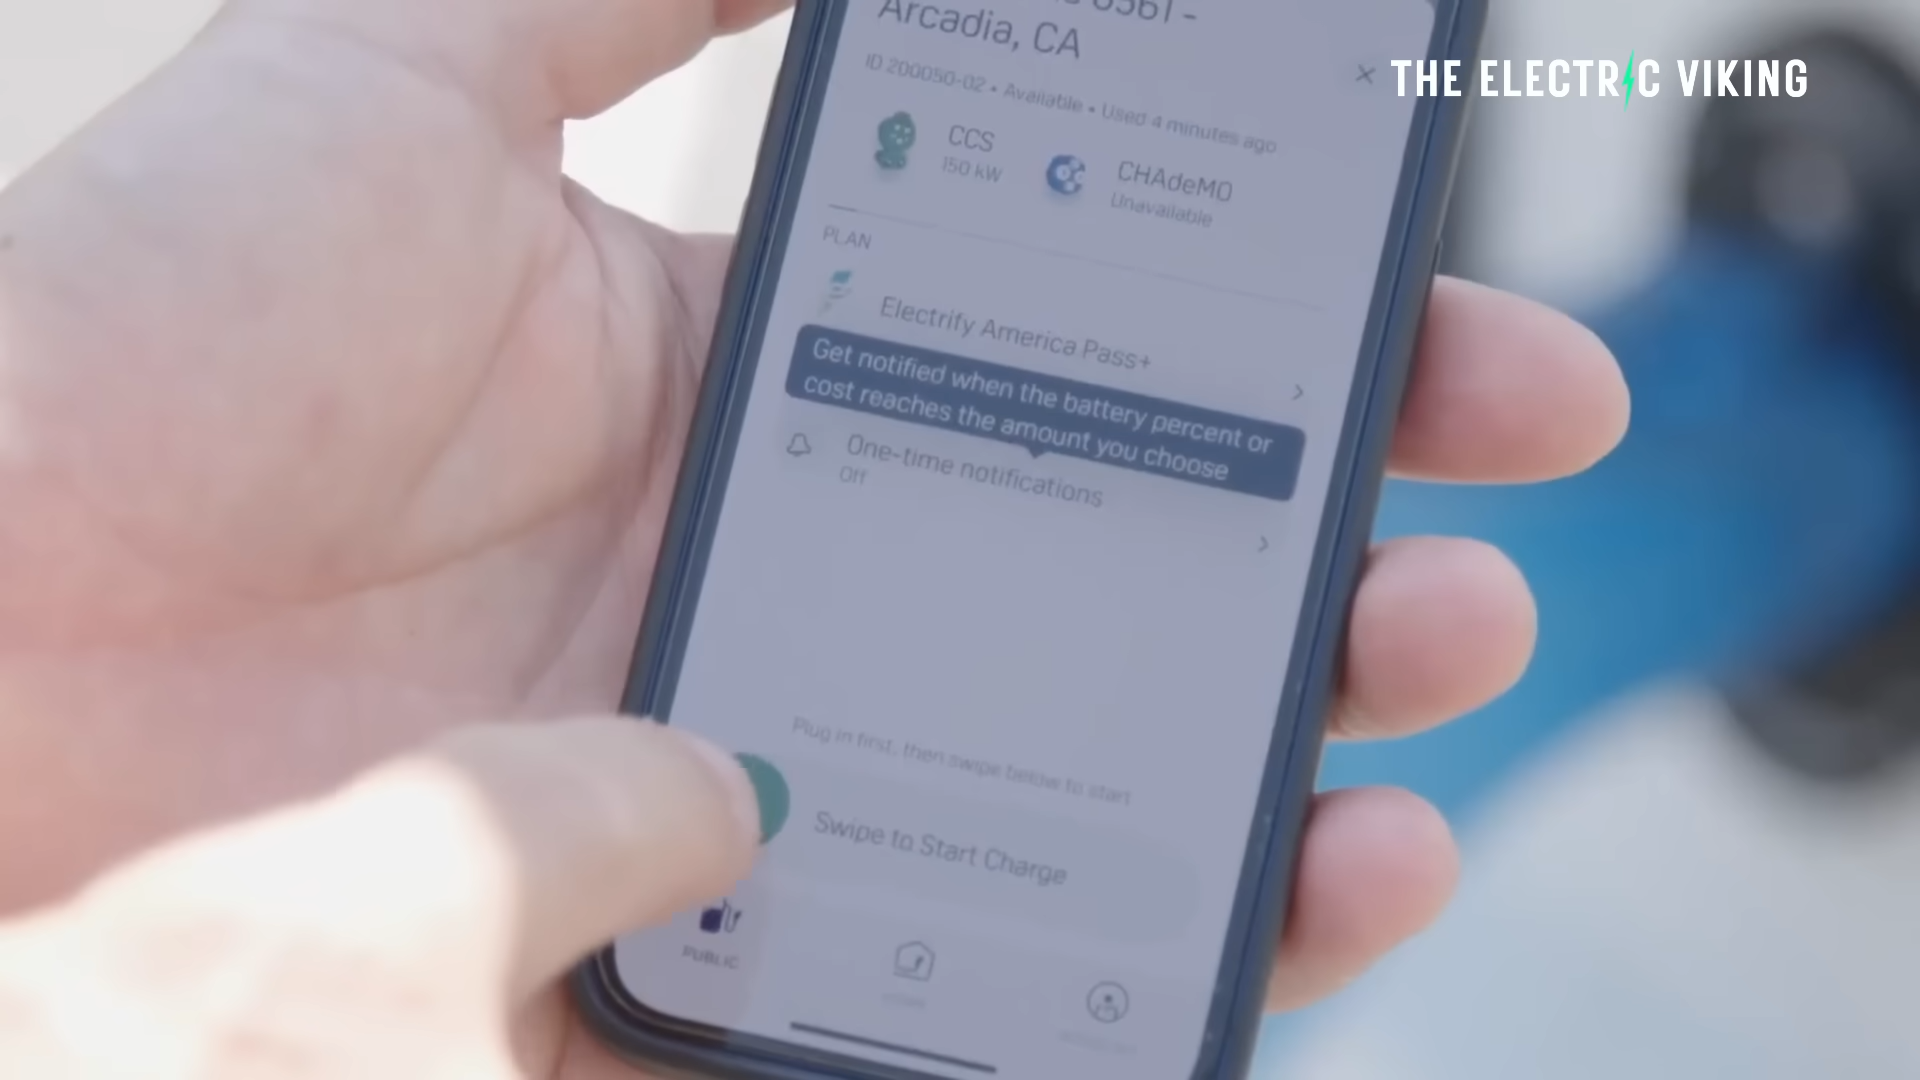 Arcadia, CA
THE ELECTRIC VIKING
ID 200050-02 • Available • Used 4 minutes ago
CCS
150 kW
CHAdeMO
Unavailable
PLAN
Electrify America Pass+
Get notified when the battery percent or
cost reaches the amount you choose
One-time notifications
Off
Plug in first, then swipe below to start
Swipe to Start Charge
PUBLIC